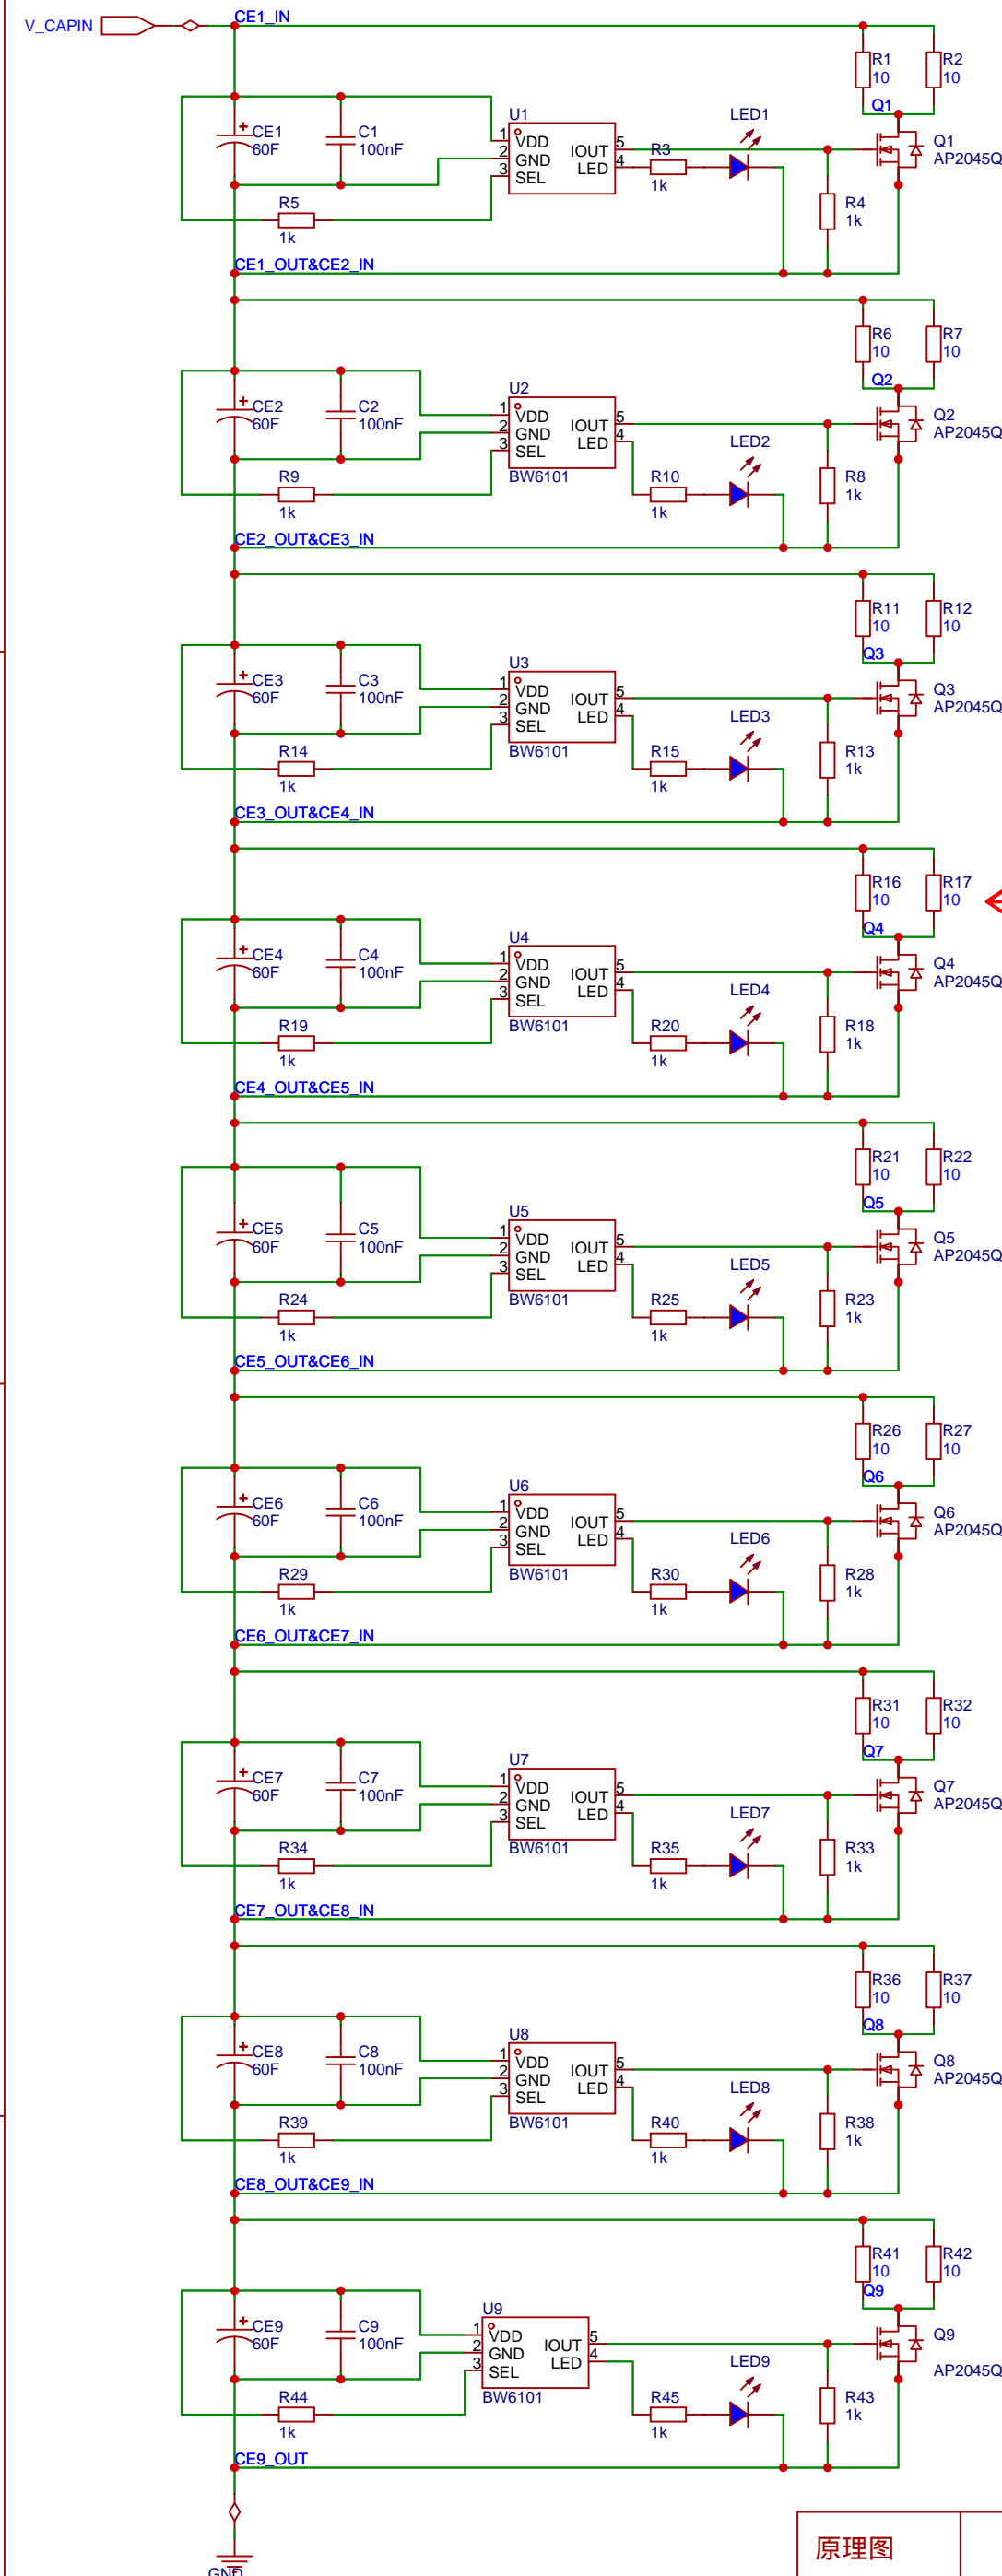 CE1_IN
V_CAPIN
R1
10
R2
10
Q1
CE1
60F
C1
100nF
U1
1
2
3
VDD
GND
SEL
IOUT
LED
5
4
R3
1k
LED1
R4
1k
Q1
AP2045Q
R5
1k
CE1_OUT&CE2_IN
R6
10
R7
10
Q2
CE2
60F
C2
100nF
U2
1
2
3
VDD
GND
SEL
IOUT
LED
5
4
BW6101
R10
1k
LED2
R8
1k
Q2
AP2045Q
R9
1k
CE2_OUT&CE3_IN
R11
10
R12
10
Q3
CE3
60F
C3
100nF
U3
1
2
3
VDD
GND
SEL
IOUT
LED
5
4
BW6101
R15
1k
LED3
R13
1k
Q3
AP2045Q
R14
1k
CE3_OUT&CE4_IN
R16
10
R17
10
Q4
CE4
60F
C4
100nF
U4
1
2
3
VDD
GND
SEL
IOUT
LED
5
4
BW6101
R20
1k
LED4
R18
1k
Q4
AP2045Q
R19
1k
CE4_OUT&CE5_IN
R21
10
R22
10
Q5
CE5
60F
C5
100nF
U5
1
2
3
VDD
GND
SEL
IOUT
LED
5
4
BW6101
R25
1k
LED5
R23
1k
Q5
AP2045Q
R24
1k
CE5_OUT&CE6_IN
R26
10
R27
10
Q6
CE6
60F
C6
100nF
U6
1
2
3
VDD
GND
SEL
IOUT
LED
5
4
BW6101
R30
1k
LED6
R28
1k
Q6
AP2045Q
R29
1k
CE6_OUT&CE7_IN
R31
10
R32
10
Q7
CE7
60F
C7
100nF
U7
1
2
3
VDD
GND
SEL
IOUT
LED
5
4
BW6101
R35
1k
LED7
R33
1k
Q7
AP2045Q
R34
1k
CE7_OUT&CE8_IN
R36
10
R37
10
Q8
CE8
60F
C8
100nF
U8
1
2
3
VDD
GND
SEL
IOUT
LED
5
4
BW6101
R40
1k
LED8
R38
1k
Q8
AP2045Q
R39
1k
CE8_OUT&CE9_IN
R41
10
R42
10
Q9
CE9
60F
C9
100nF
U9
1
2
3
VDD
GND
SEL
IOUT
LED
5
4
BW6101
R45
1k
LED9
R43
1k
Q9
AP2045Q
R44
1k
CE9_OUT
GND
原理图